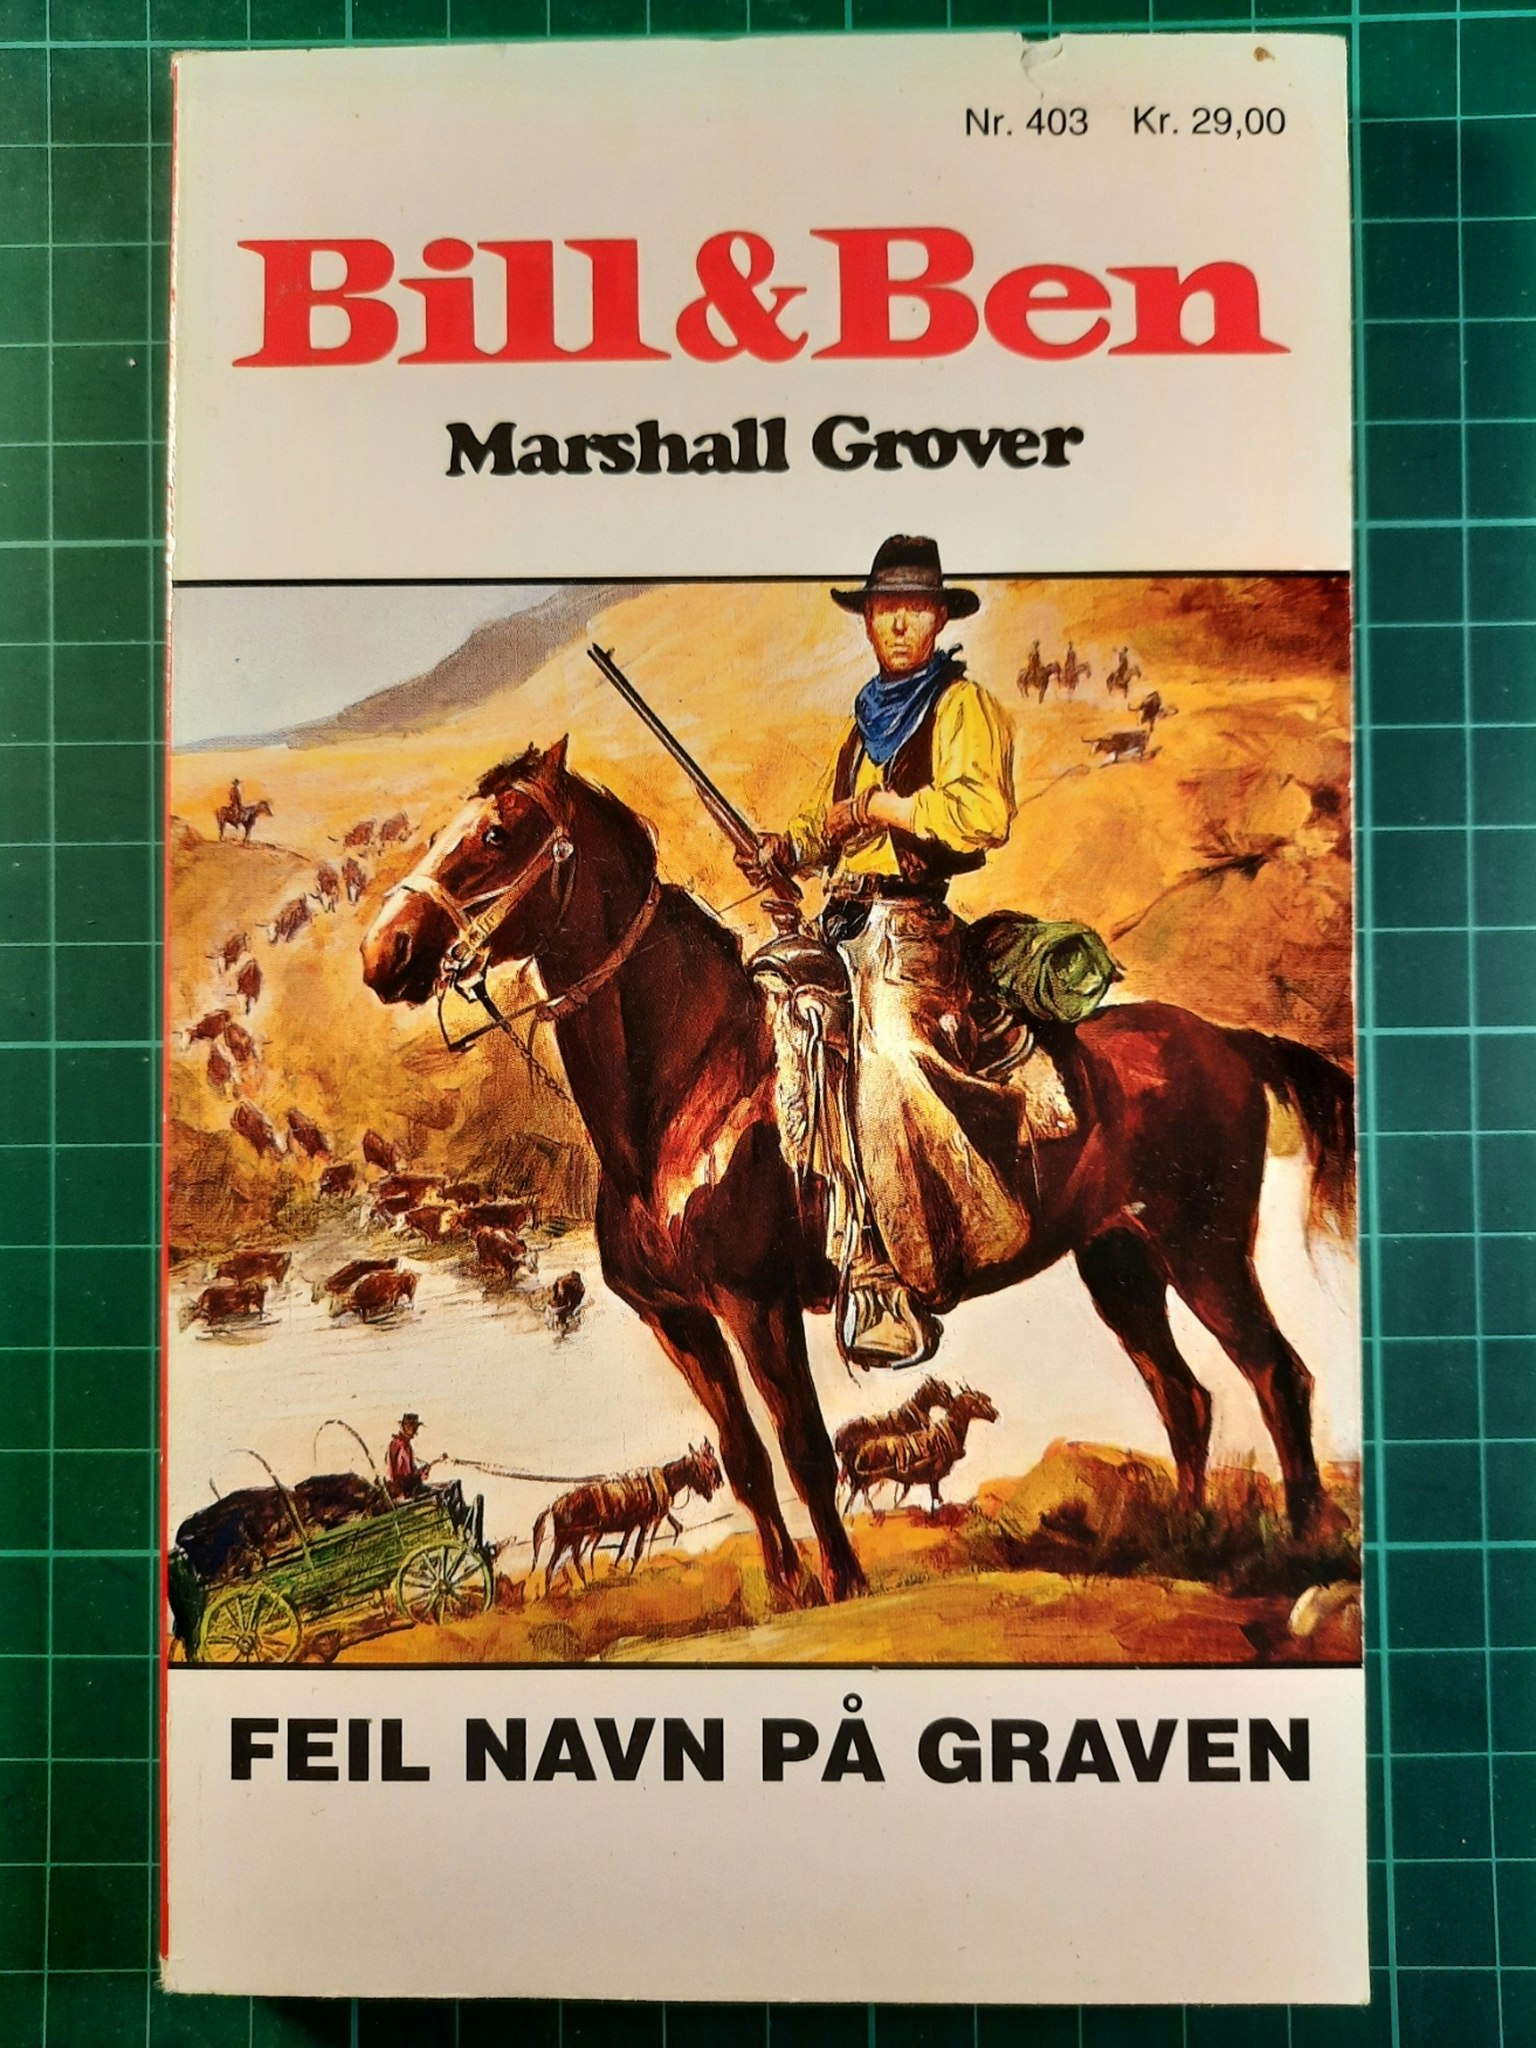 Nr. 403 Kr. 29,00
Bill & Ben
Marshall Grover
FEIL NAVN PÅ GRAVEN